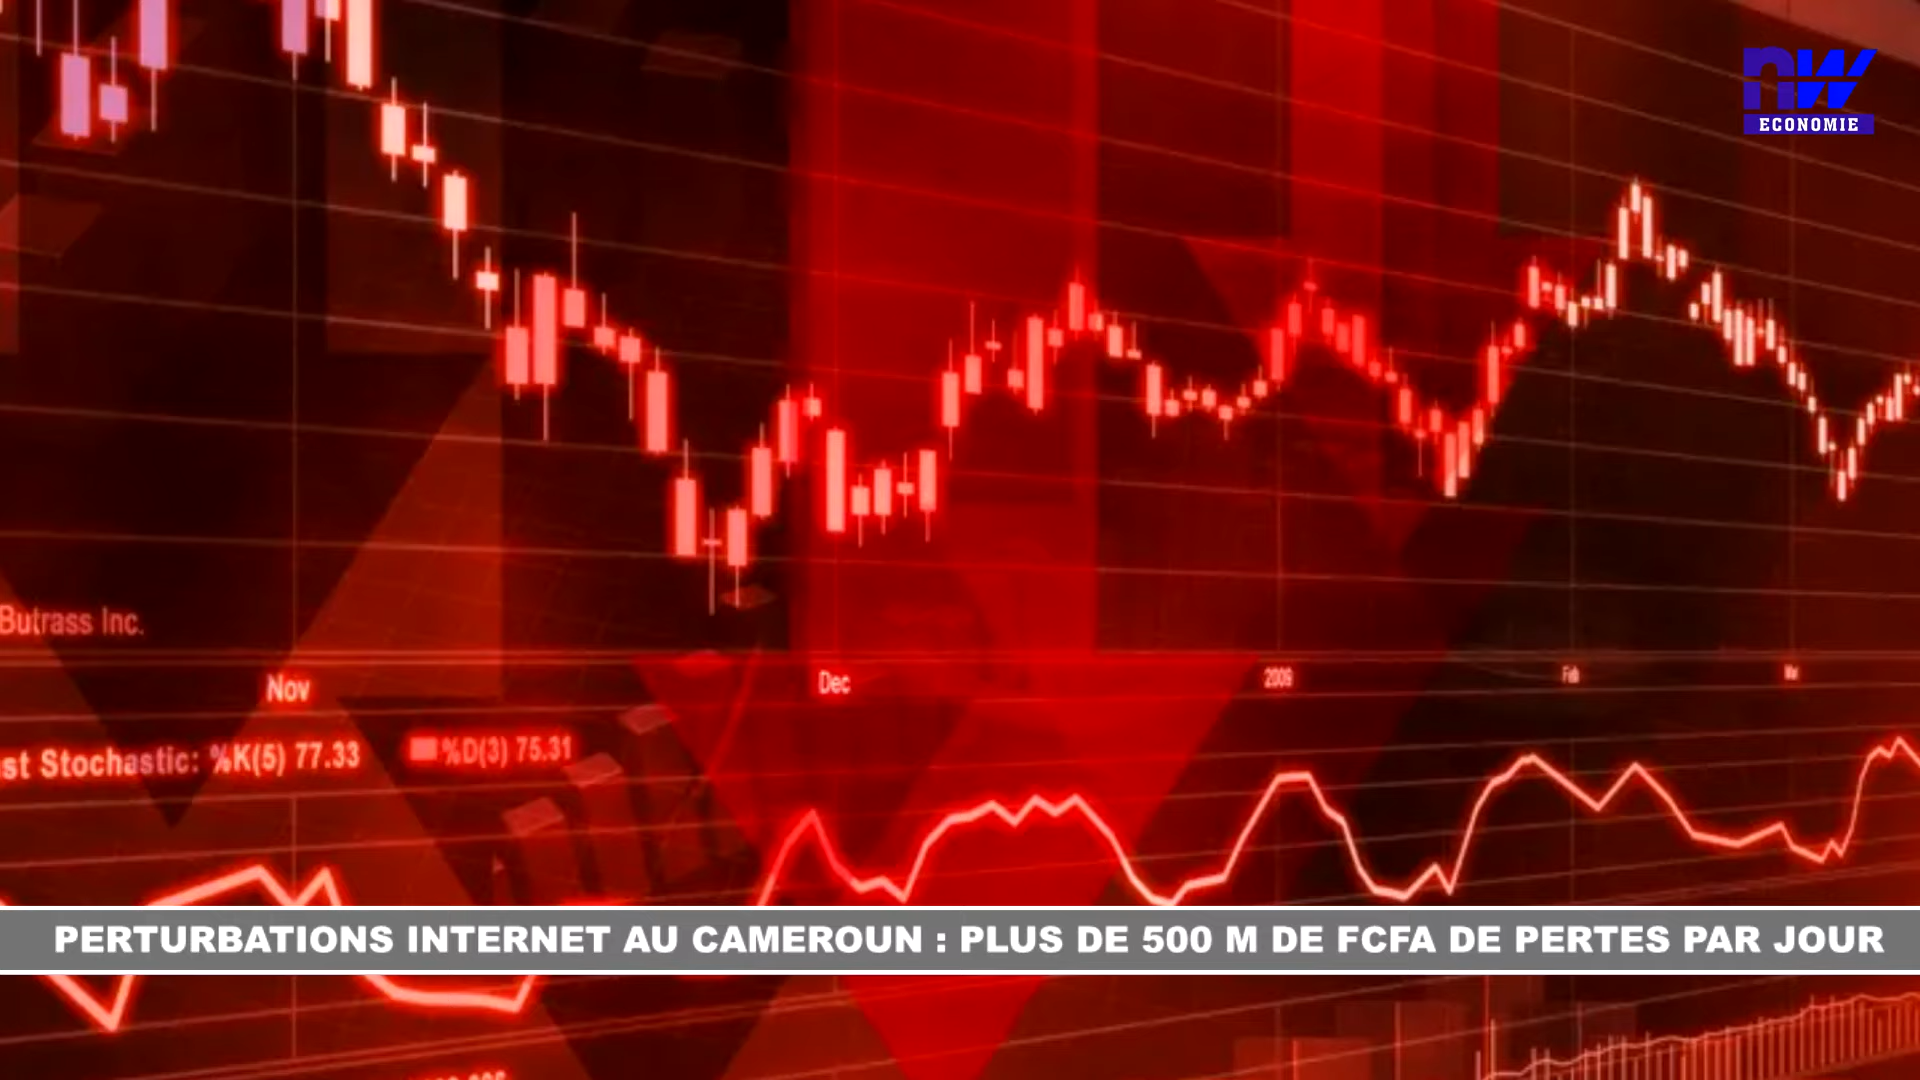 nw
ECONOMIE
Butrass Inc.
Nov
Dec
2009
Feb
st Stochastic: %K(5) 77.33
%D(3) 75.31
PERTURBATIONS INTERNET AU CAMEROUN : PLUS DE 500 M DE FCFA DE PERTES PAR JOUR